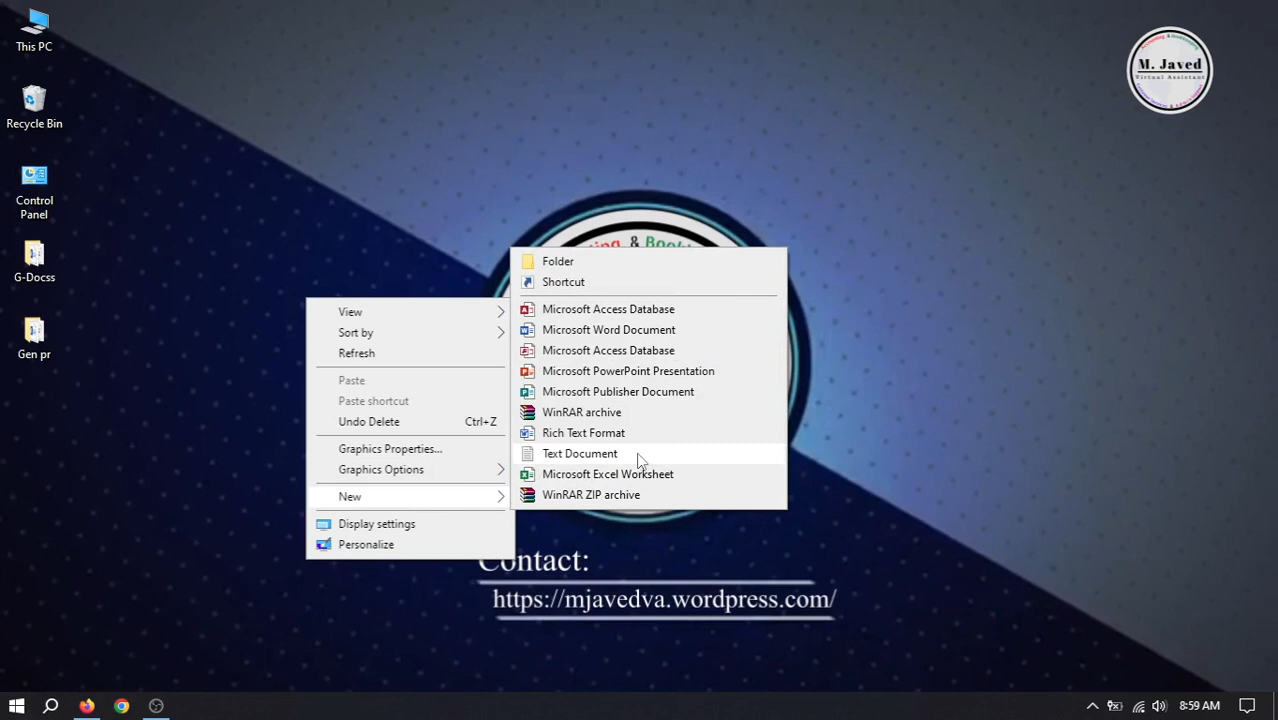 This PC
Recycle Bin
Control
Panel
G-Docss
Gen pr
M. Javed
Virtual Assistant
& Book
View
Sort by
Refresh
Paste
Paste shortcut
Undo Delete Ctrl+Z
Graphics Properties...
Graphics Options
New
Display settings
Personalize
Folder
Shortcut
Microsoft Access Database
Microsoft Word Document
Microsoft Access Database
Microsoft PowerPoint Presentation
Microsoft Publisher Document
WinRAR archive
Rich Text Format
Text Document
Microsoft Excel Worksheet
WinRAR ZIP archive
Contact:
https://mjavedva.wordpress.com/
8:59 AM